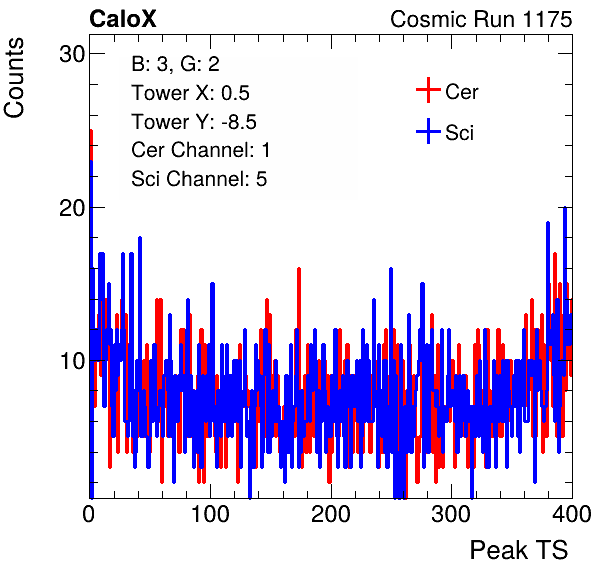 CaloX Cosmic Run 1175
Counts
30
20
10
B: 3, G: 2
Tower X: 0.5
Tower Y: -8.5
Cer Channel: 1
Sci Channel: 5
Cer
Sci
0 100 200 300 400
Peak TS